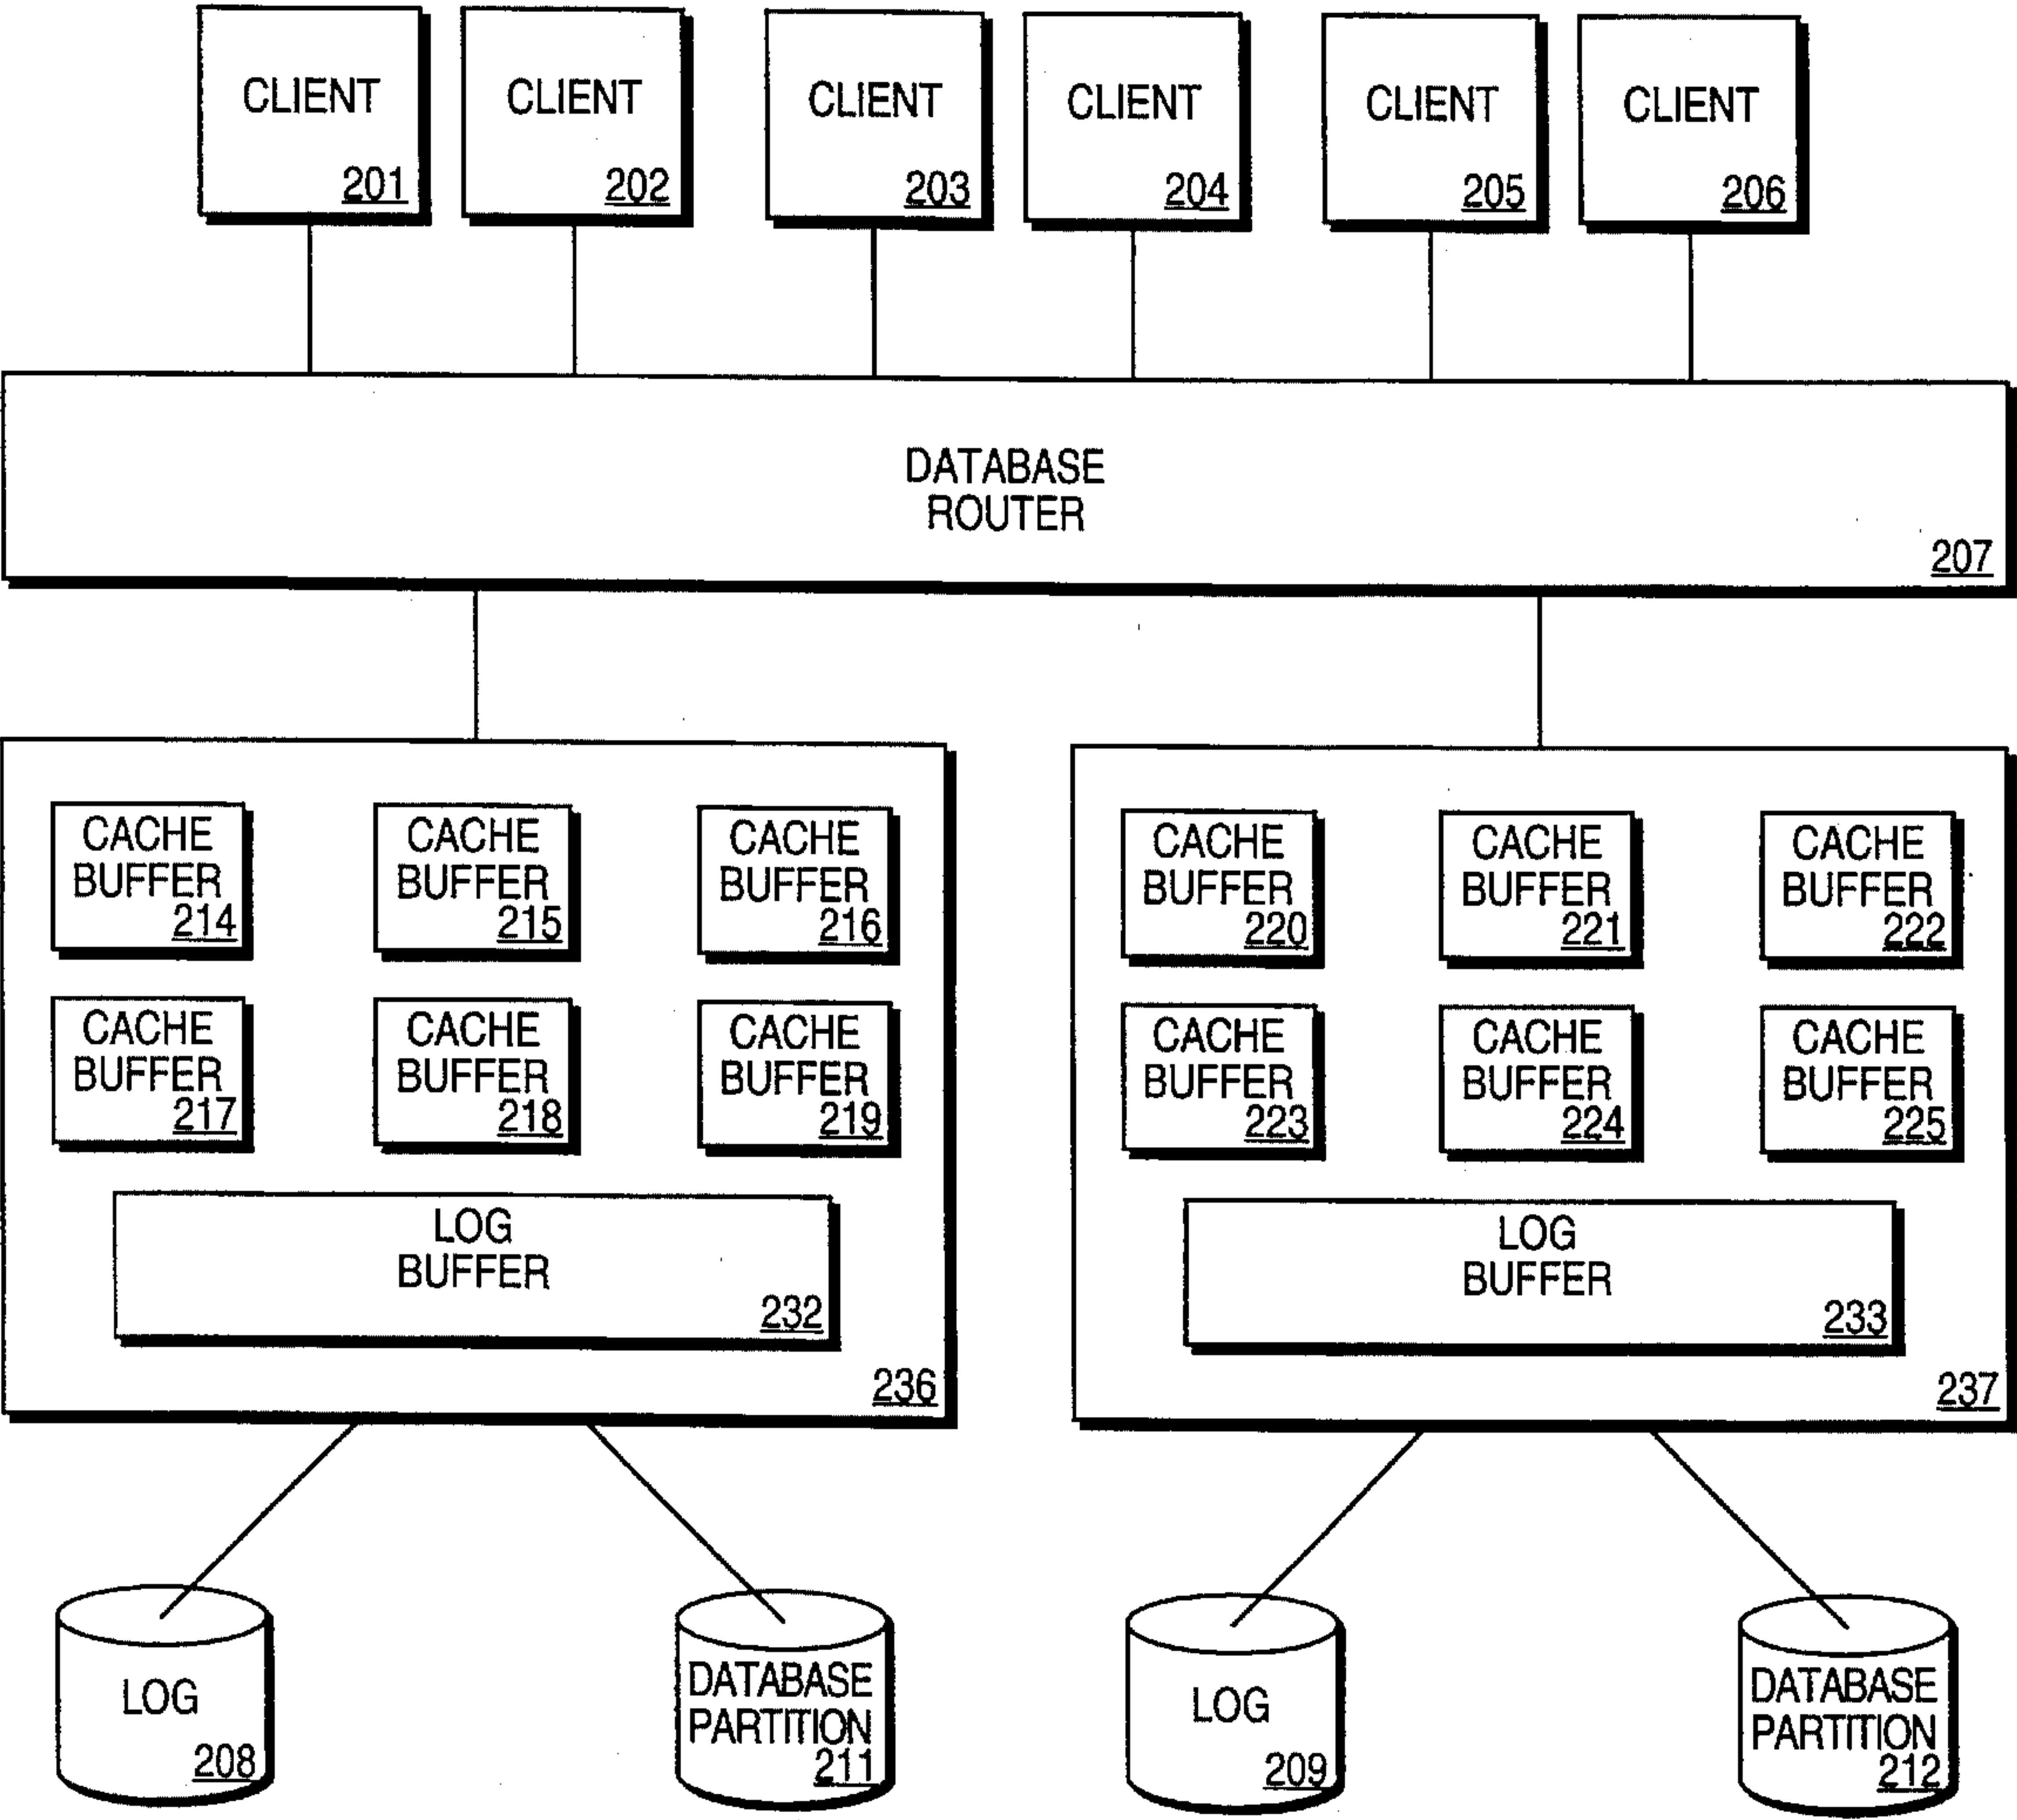 CLIENT
201
CLIENT
202
CLIENT
203
CLIENT
204
CLIENT
205
CLIENT
206
DATABASE
ROUTER
207
CACHE
BUFFER
214
CACHE
BUFFER
215
CACHE
BUFFER
216
CACHE
BUFFER
217
CACHE
BUFFER
218
CACHE
BUFFER
219
LOG
BUFFER
232
236
CACHE
BUFFER
220
CACHE
BUFFER
221
CACHE
BUFFER
222
CACHE
BUFFER
223
CACHE
BUFFER
224
CACHE
BUFFER
225
LOG
BUFFER
233
237
LOG
208
DATABASE
PARTITION
211
LOG
209
DATABASE
PARTITION
212